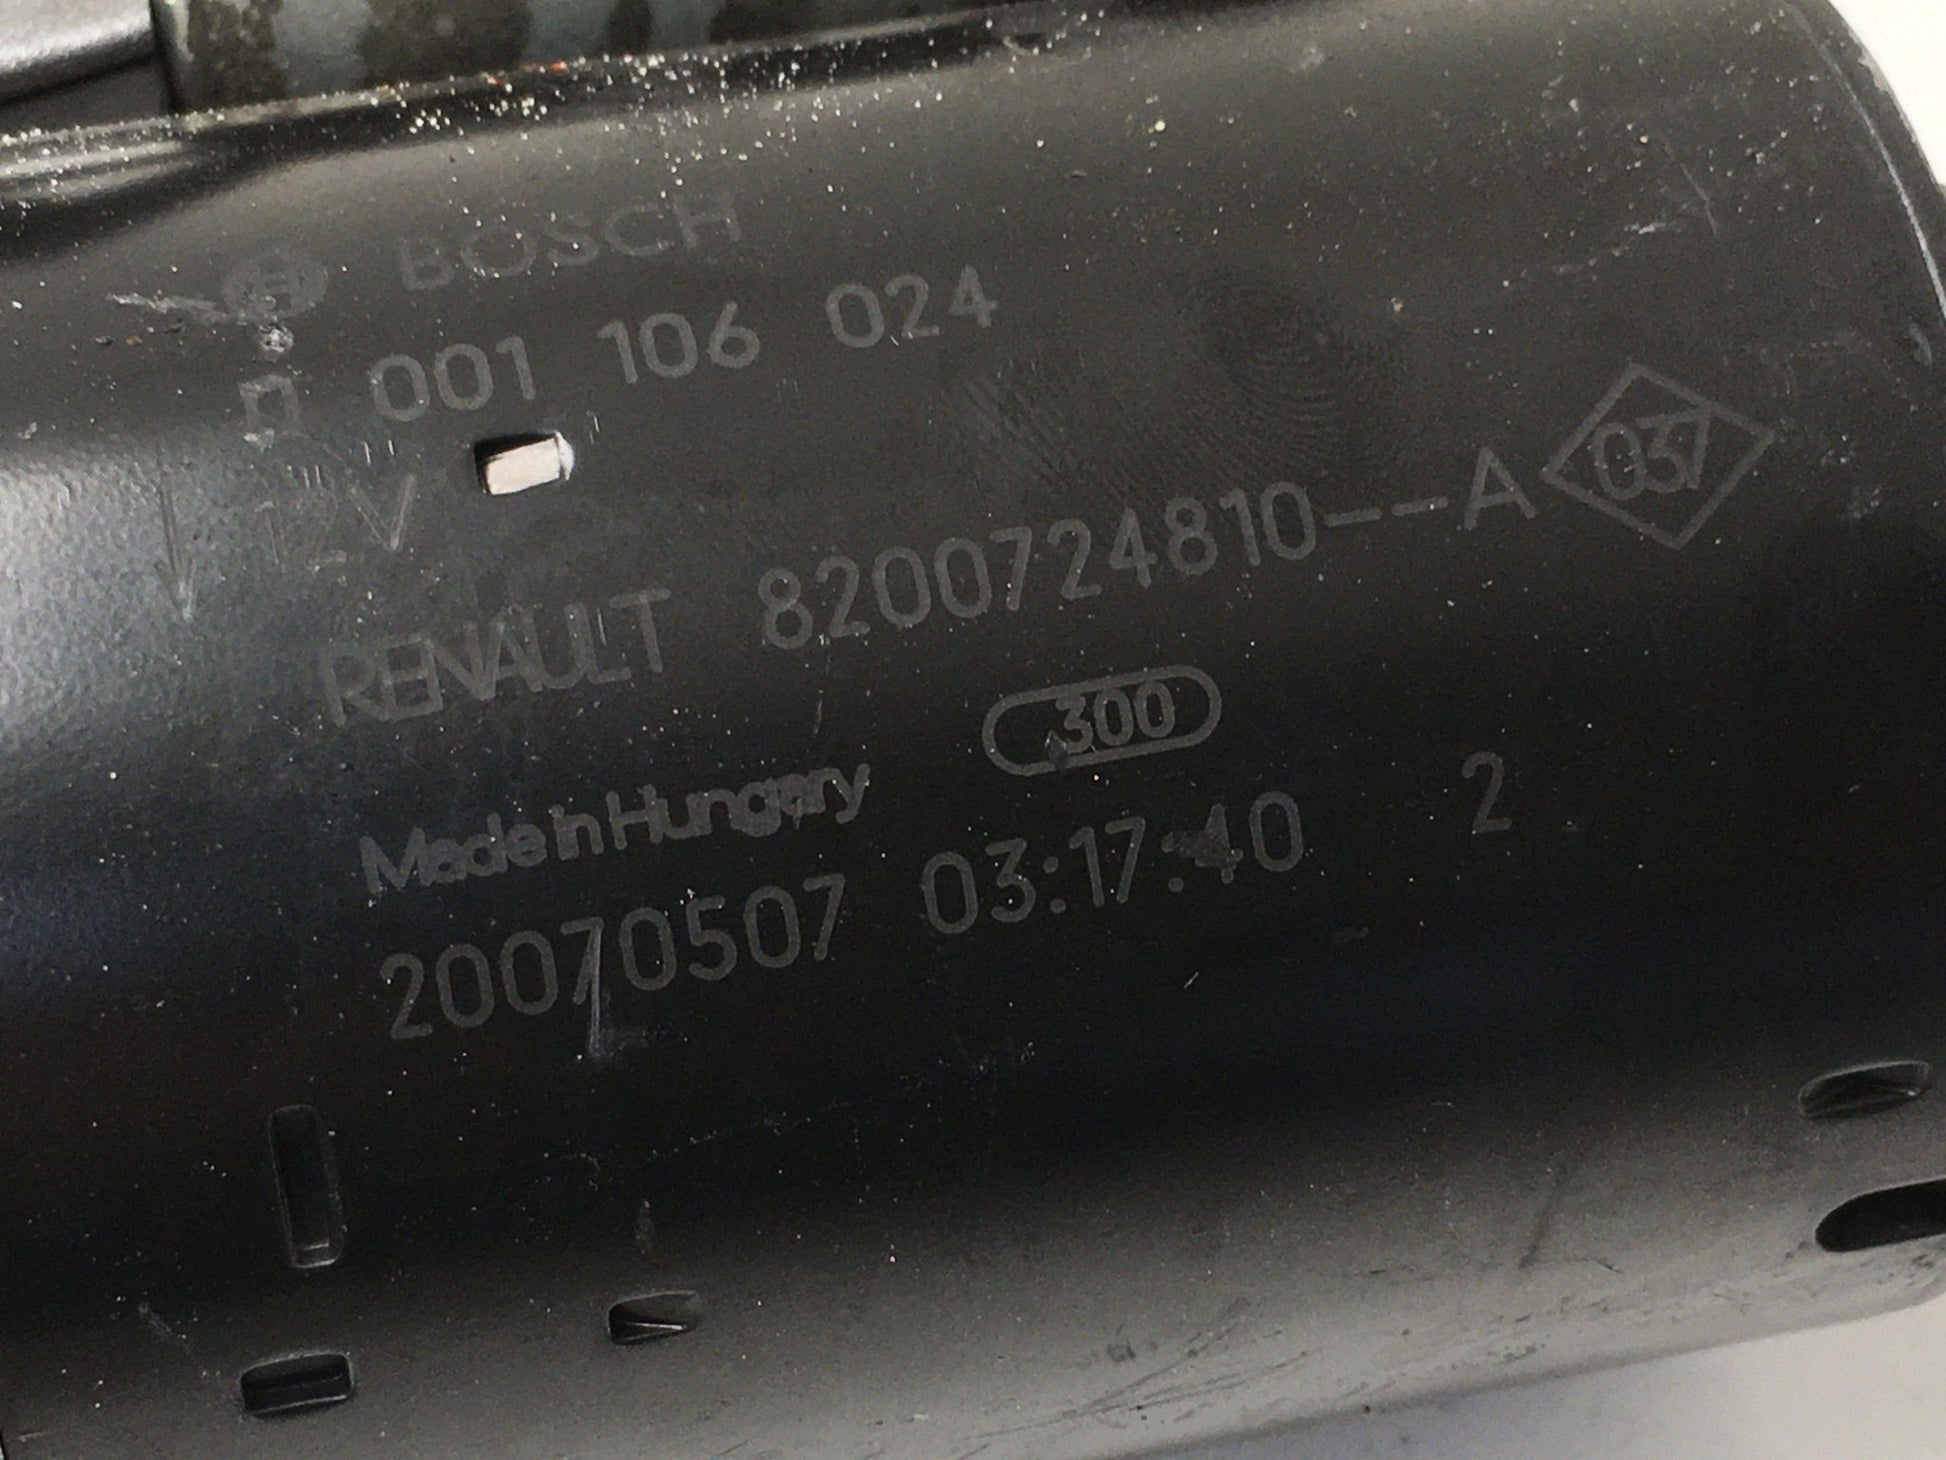 BOSCH
0 001 106 024
12V
RENAULT 8200724810--A 037
300
Made in Hungary
20070507 03:17:40 2